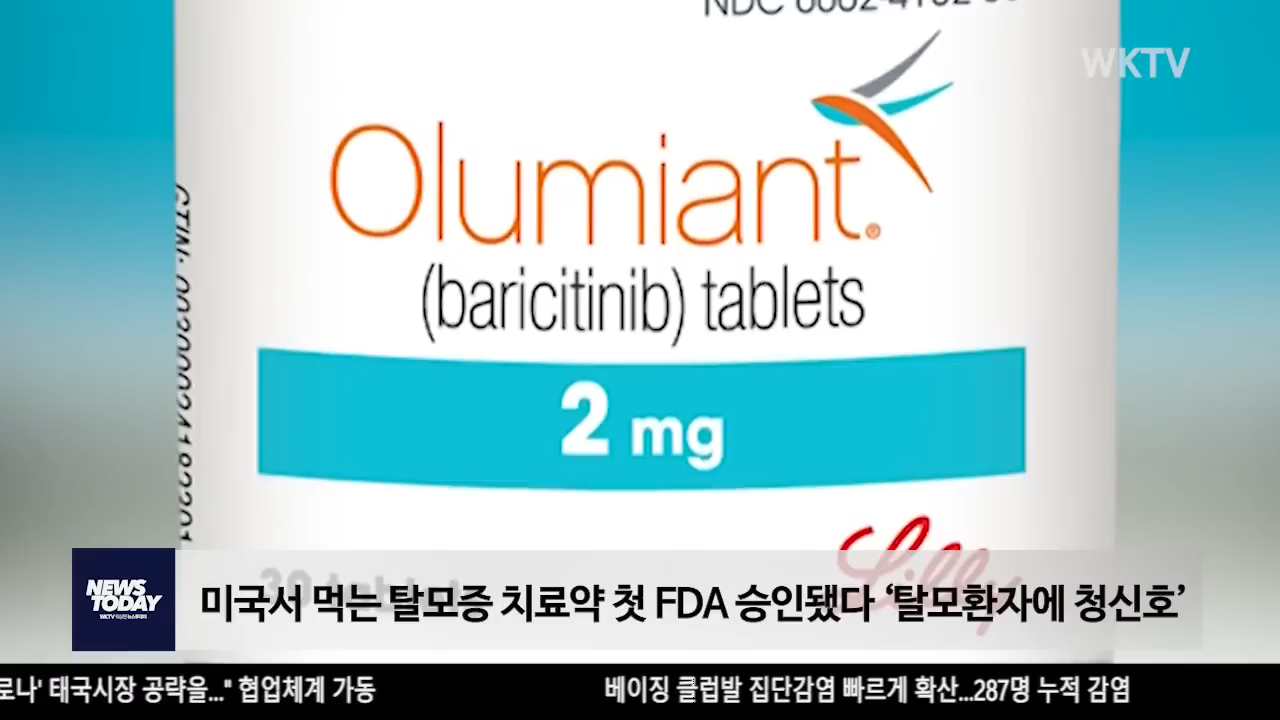 WKTV
Olumiant®
(baricitinib) tablets
2 mg
Lilly
NEWS
TODAY
미국서 먹는 탈모증 치료약 첫 FDA 승인됐다 ‘탈모환자에 청신호’
태국시장 공략을..." 협업체계 가동
베이징 클럽발 집단감염 빠르게 확산...287명 누적 감염